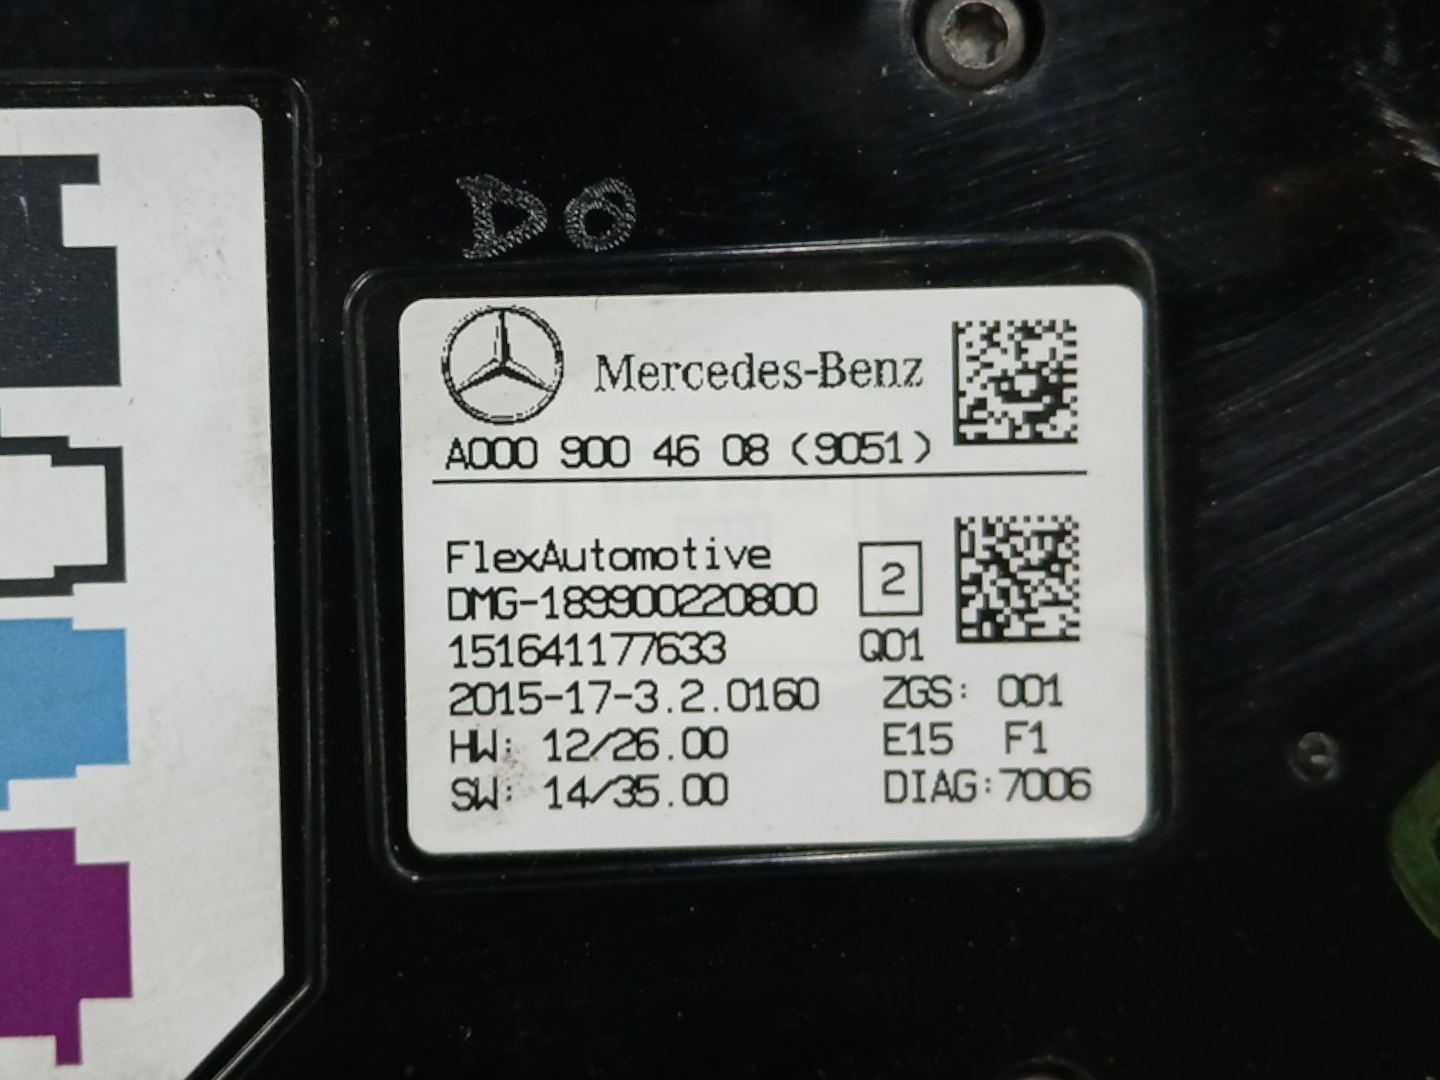 D6
Mercedes-Benz
A000 900 46 08 (9051)
FlexAutomotive
2
DMG-189900220800
151641177633 Q01
2015-17-3.2.0160 ZGS: 001
HW: 12/26.00 E15 F1
SW: 14/35.00 DIAG:7006